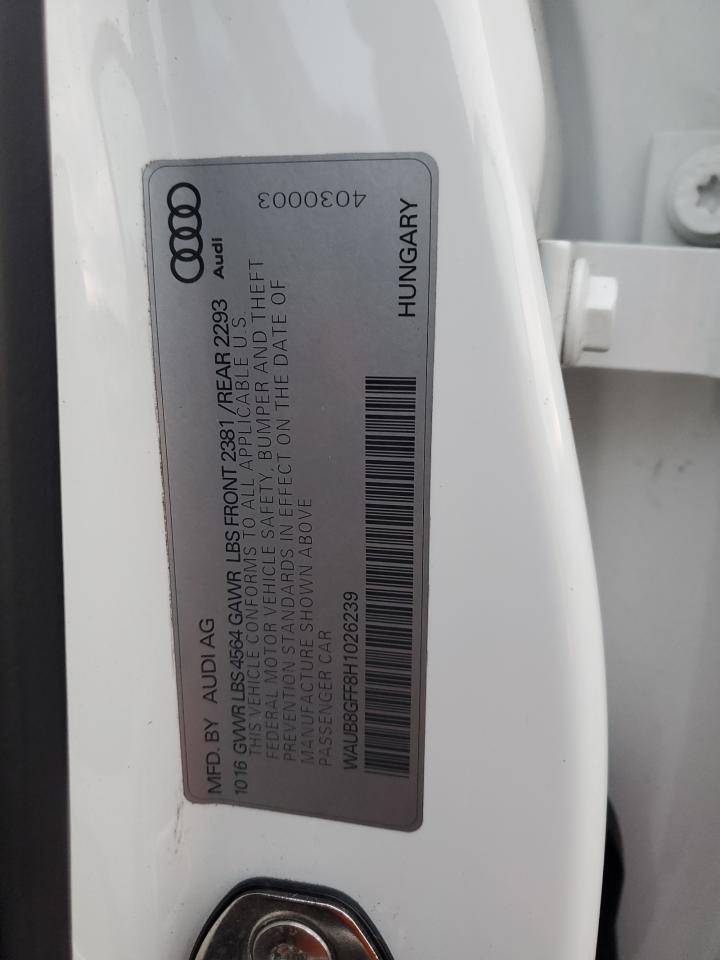 MFD. BY AUDI AG
Audi
10 16 GVWR LBS 4564 GAWR LBS FRONT 2381 / REAR 2293
THIS VEHICLE CONFORMS TO ALL APPLICABLE U.S.
FEDERAL MOTOR VEHICLE SAFETY, BUMPER AND THEFT
PREVENTION STANDARDS IN EFFECT ON THE DATE OF
MANUFACTURE SHOWN ABOVE
PASSENGER CAR
4030003
WAUB8GFF8H1026239
HUNGARY